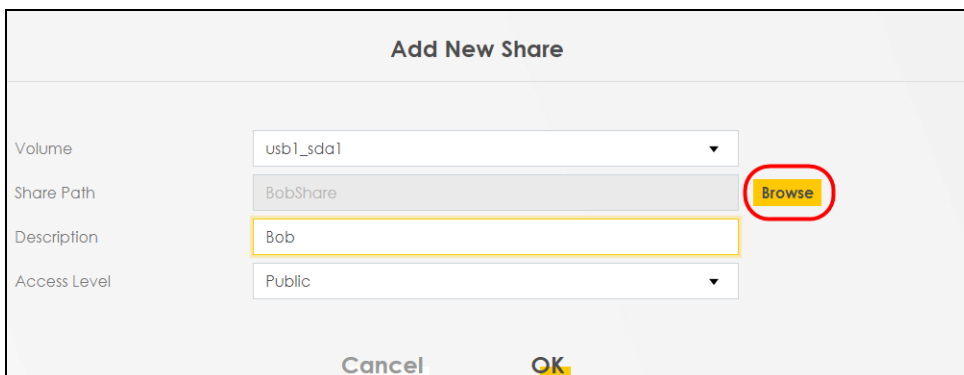 Add New Share
Volume usb1_sda1
Share Path BobShare Browse
Description Bob
Access Level Public
Cancel OK